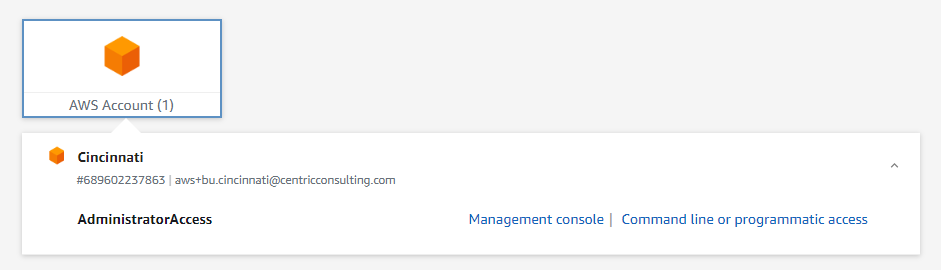 AWS Account (1)
Cincinnati
#689602237863 | aws+bu.cincinnati@centricconsulting.com
AdministratorAccess Management console | Command line or programmatic access